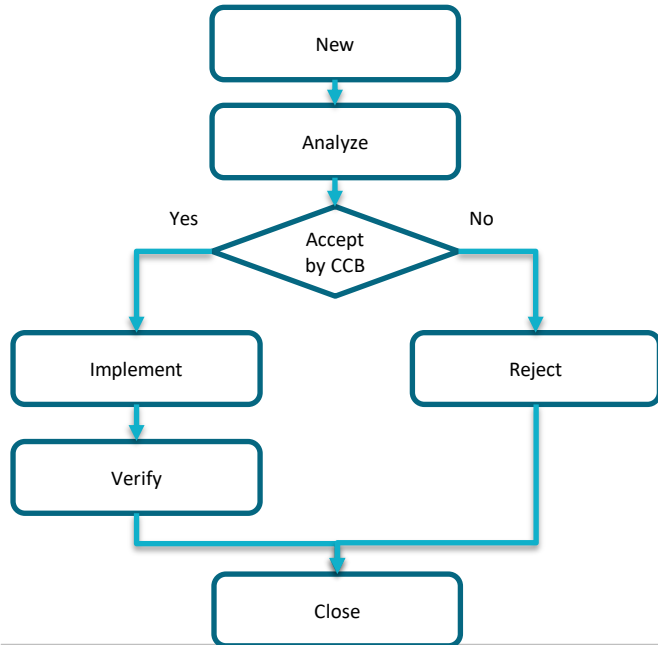 New
Analyze
Yes
No
Accept
by CCB
Implement
Reject
Verify
Close